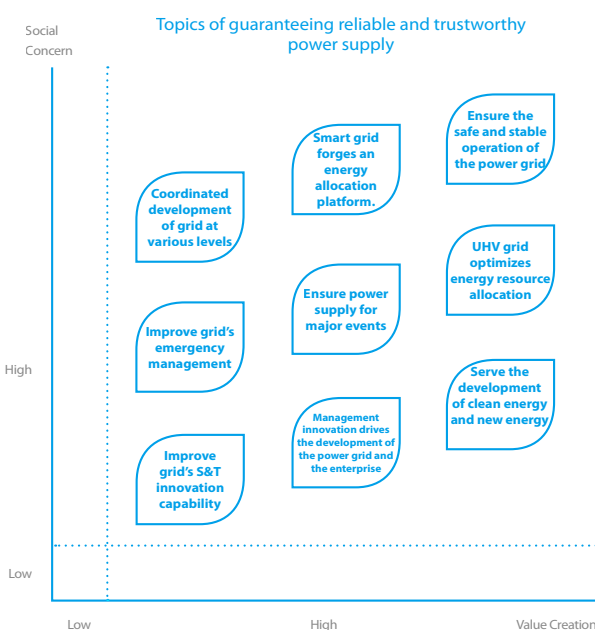 Social
Concern
Topics of guaranteeing reliable and trustworthy
power supply
Ensure the
safe and stable
operation of
the power grid
Smart grid
forges an
energy
allocation
platform.
Coordinated
development
of grid at
various levels
UHV grid
optimizes
energy resource
allocation
Ensure power
supply for
major events
Improve grid's
emergency
management
High
Serve the
development
of clean energy
and new energy
Management
innovation drives
the development of
the power grid and
the enterprise
Improve
grid's S&T
innovation
capability
Low
Low
High
Value Creation